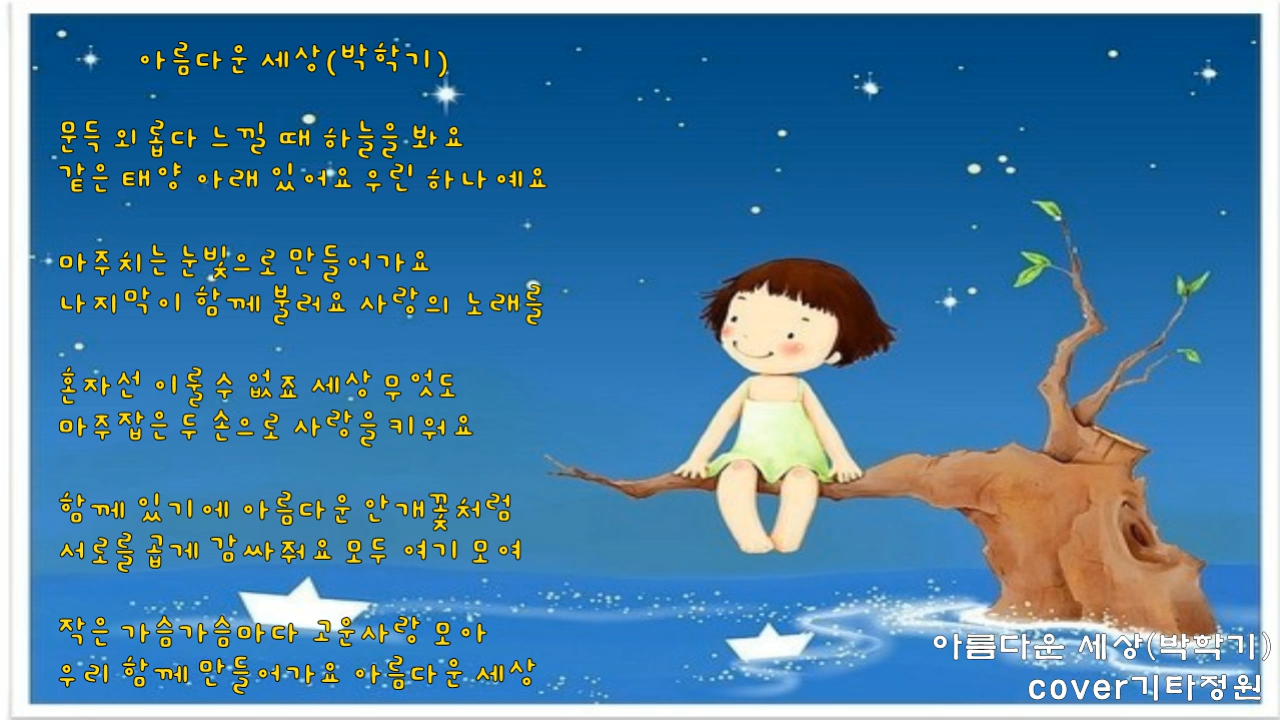 아름다운 세상(박학기)
문득 외롭다 느낄 때 하늘을 봐요
같은 태양 아래 있어요 우린 하나예요
마주치는 눈빛으로 만들어가요
나지막이 함께 불러요 사랑의 노래를
혼자선 이룰수 없죠 세상 무엇도
마주잡은 두 손으로 사랑을 키워요
함께 있기에 아름다운 안개꽃처럼
서로를 곱게 감싸줘요 모두 여기 모여
작은 가슴가슴마다 고운사랑 모아
우리 함께 만들어가요 아름다운 세상
아름다운 세상(박학기)
cover기타정원